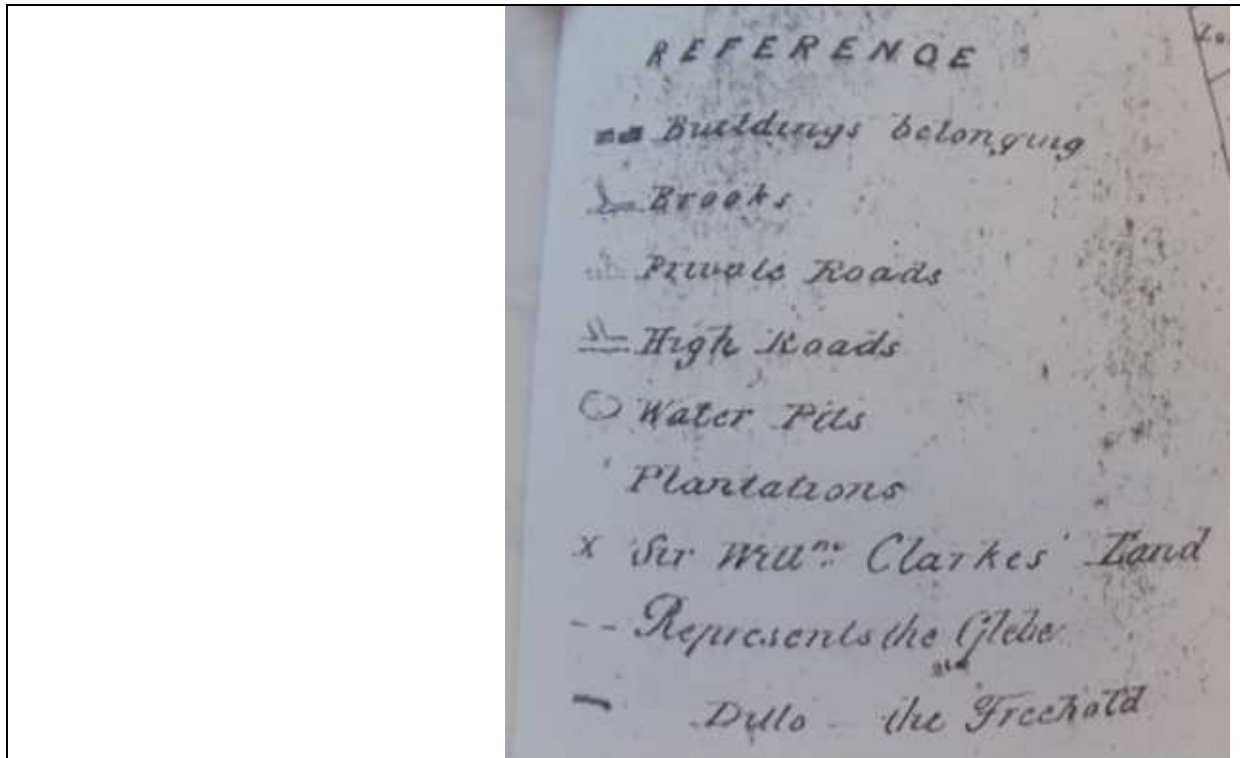 REFERENCE
Buildings belonging
Brooks
Private Roads
High Roads
Water Pits
Plantations
x Sir Willm Clarkes' Land
-- Represents the Glebe
Ditto - the Freehold